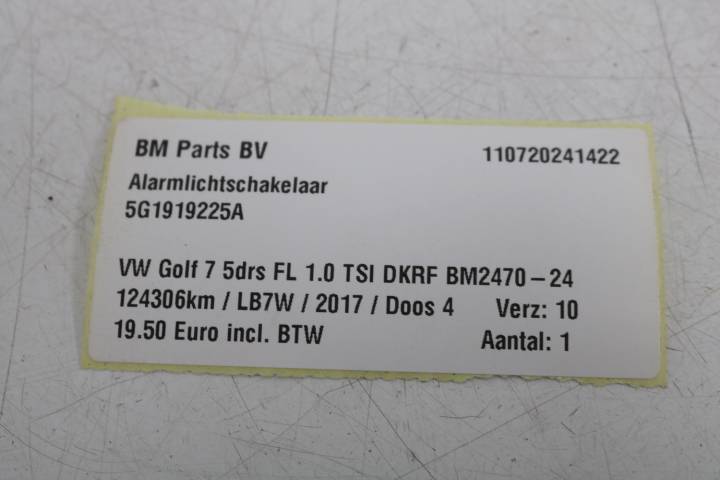 BM Parts BV 110720241422
Alarmlichtschakelaar
5G1919225A
VW Golf 7 5drs FL 1.0 TSI DKRF BM2470-24
124306km / LB7W / 2017 / Doos 4 Verz: 10
19.50 Euro incl. BTW Aantal: 1